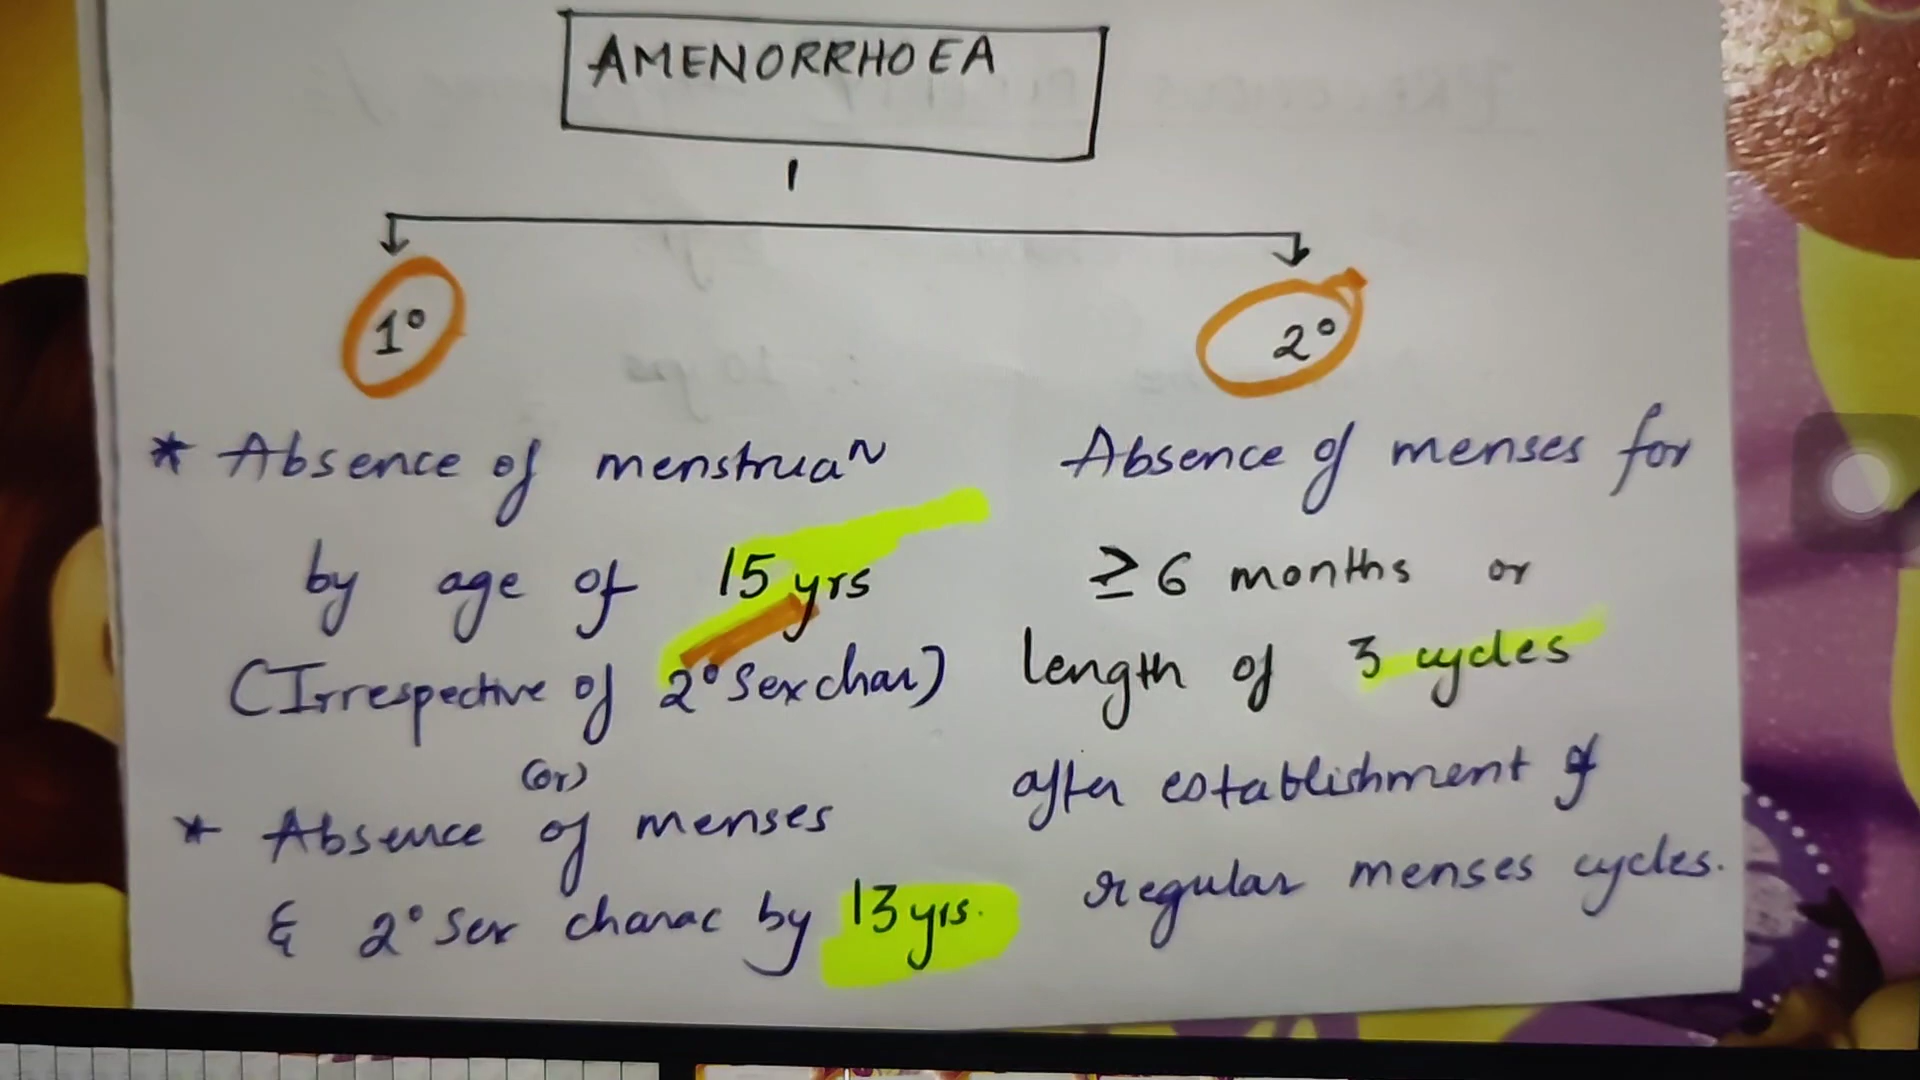 AMENORRHOEA
1°
2°
* Absence of menstrua~
by age of 15 yrs
(Irrespective of 2° Sex char)
(or)
* Absence of menses
& 2° Sex charac by 13 yrs.
Absence of menses for
≥ 6 months or
length of 3 cycles
after establishment of
regular menses cycles.